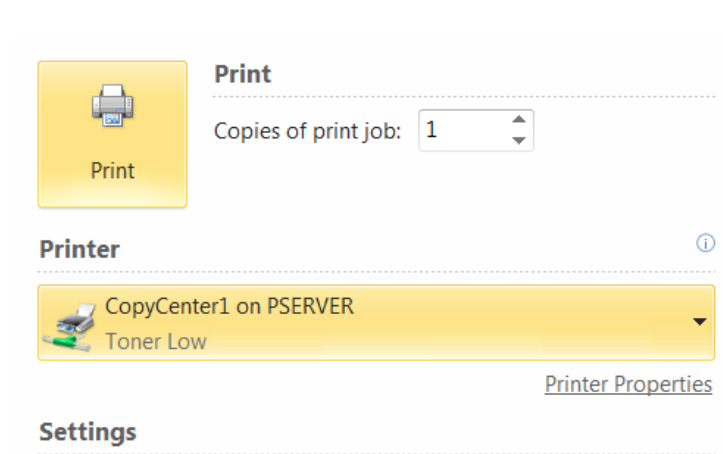 Print
Print
Copies of print job: 1
Printer
CopyCenter1 on PSERVER
Toner Low
Printer Properties
Settings